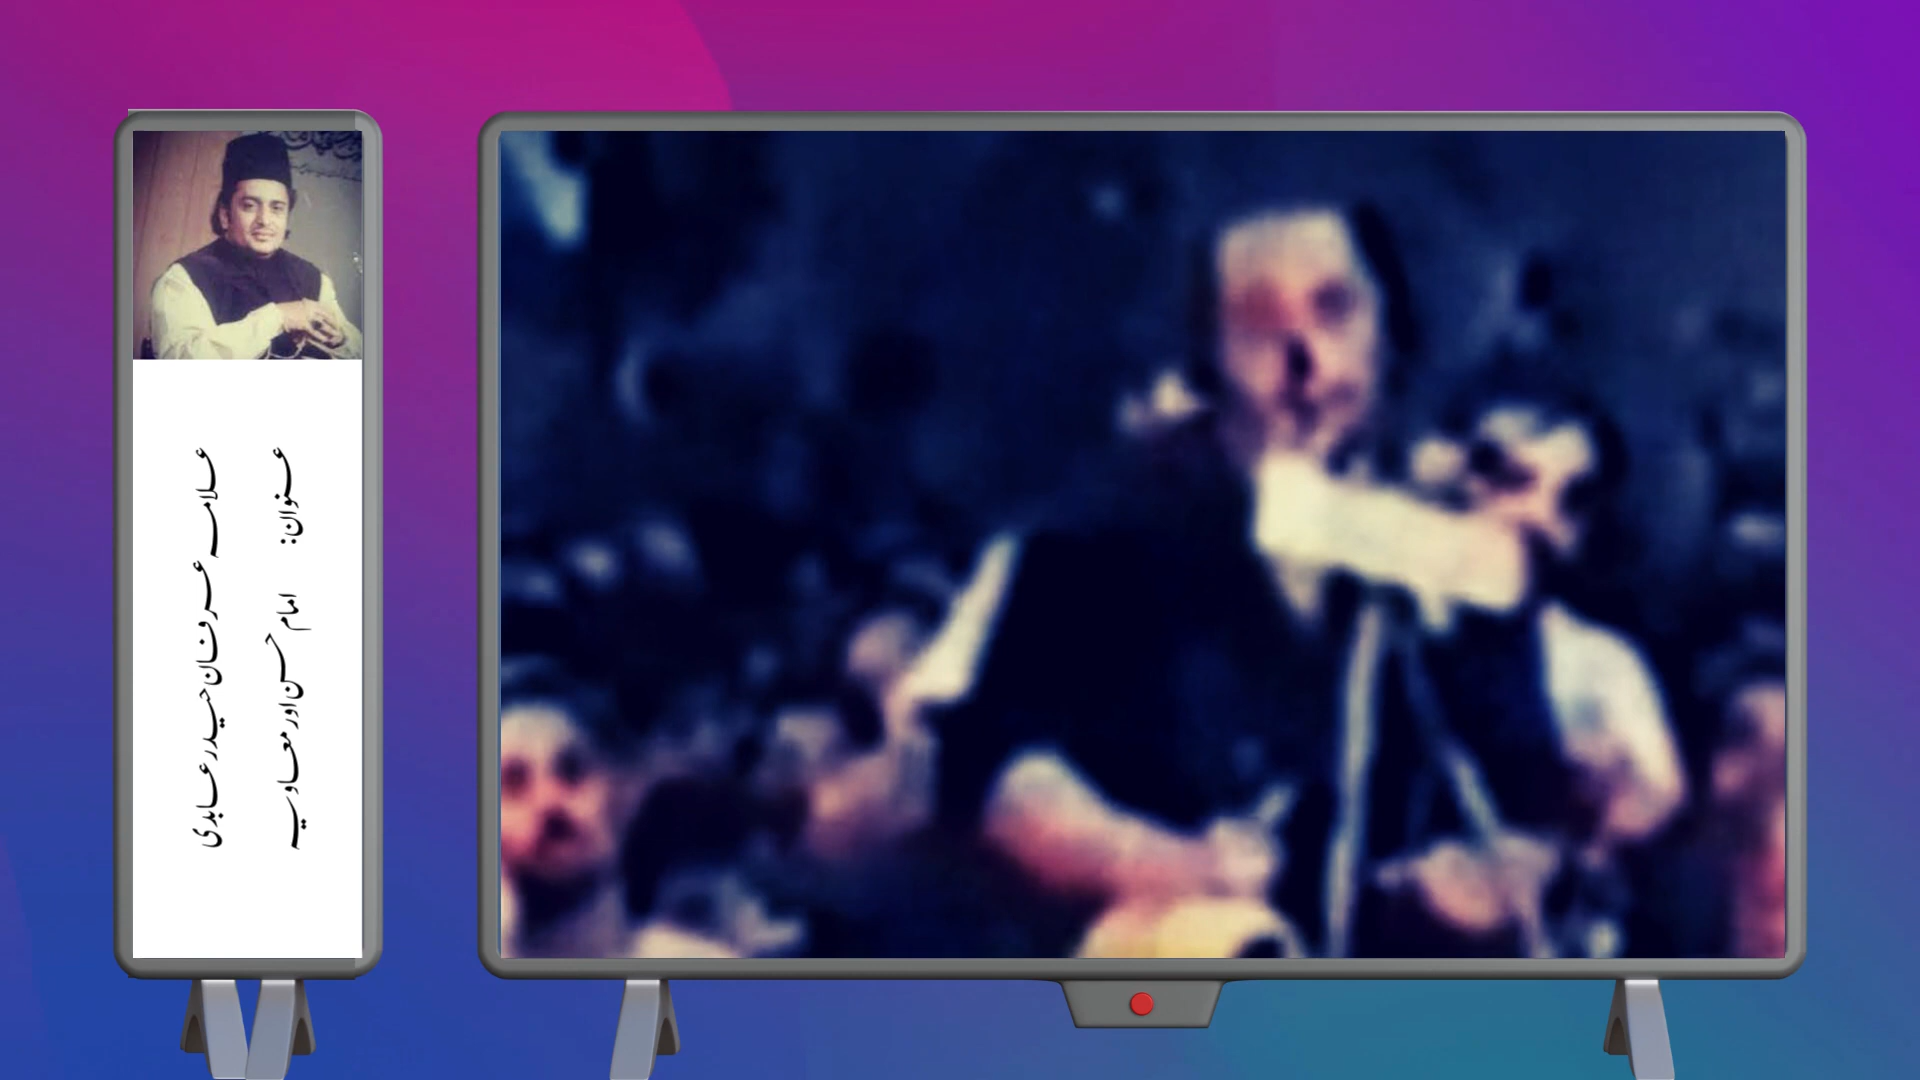 عنوان: امام حسن اور معاویہ
علامہ عرفان حیدر عابدی